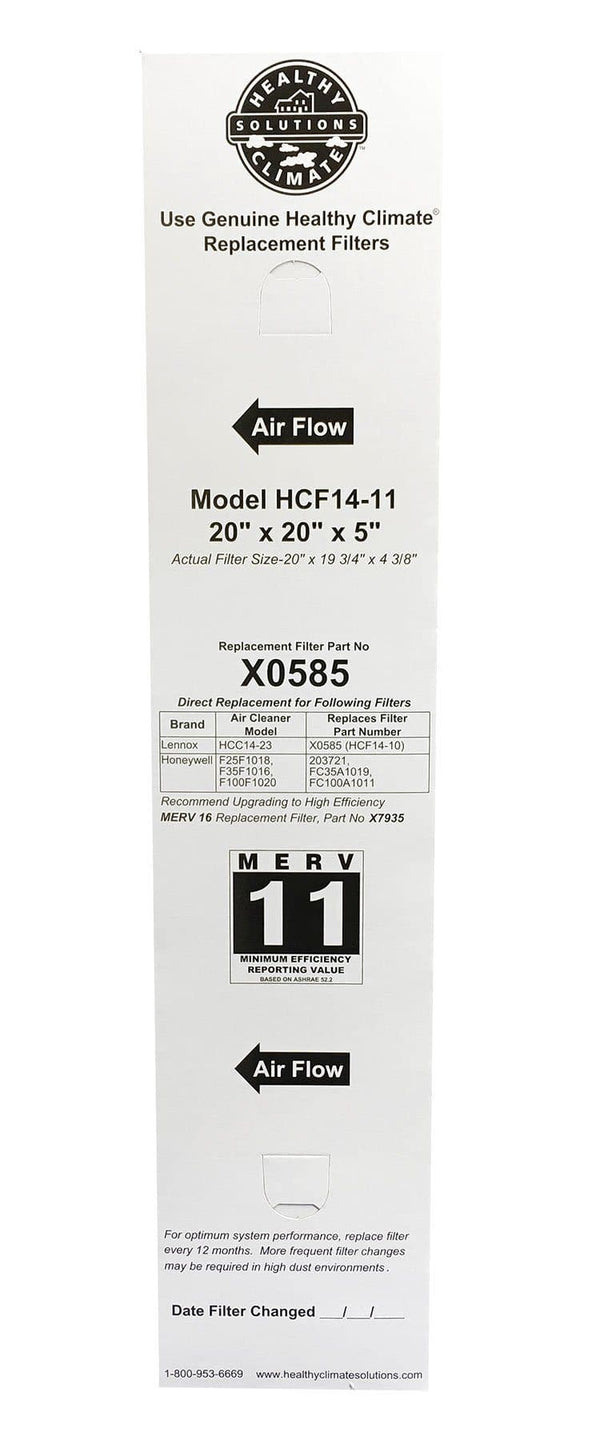 HEALTHY
SOLUTIONS
CLIMATE™
Use Genuine Healthy Climate®
Replacement Filters
Air Flow
Model HCF14-11
20" x 20" x 5"
Actual Filter Size-20" x 19 3/4" x 4 3/8"
Replacement Filter Part No
X0585
Direct Replacement for Following Filters
Brand Air Cleaner Model Replaces Filter Part Number
Lennox HCC14-23 X0585 (HCF14-10)
Honeywell F25F1018, 203721,
F35F1016, FC35A1019,
F100F1020 FC100A1011
Recommend Upgrading to High Efficiency
MERV 16 Replacement Filter, Part No X7935
MERV
11
MINIMUM EFFICIENCY
REPORTING VALUE
BASED ON ASHRAE 52.2
Air Flow
For optimum system performance, replace filter
every 12 months. More frequent filter changes
may be required in high dust environments.
Date Filter Changed ___/___/____
1-800-953-6669 www.healthyclimatesolutions.com